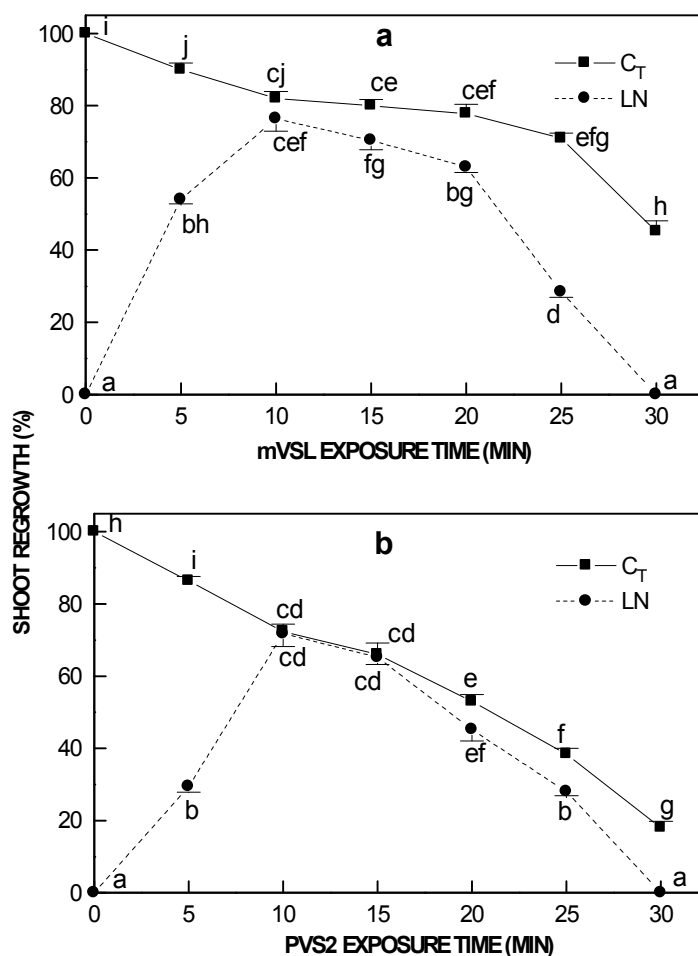 a
C_T
LN
100
80
60
40
20
0
i
j
cj
ce
cef
efg
h
a
bh
cef
fg
bg
d
a
0 5 10 15 20 25 30
mVSL EXPOSURE TIME (MIN)
SHOOT REGROWTH (%)
b
C_T
LN
100
80
60
40
20
0
h
i
cd
cd
e
f
g
a
b
cd
cd
ef
b
a
0 5 10 15 20 25 30
PVS2 EXPOSURE TIME (MIN)